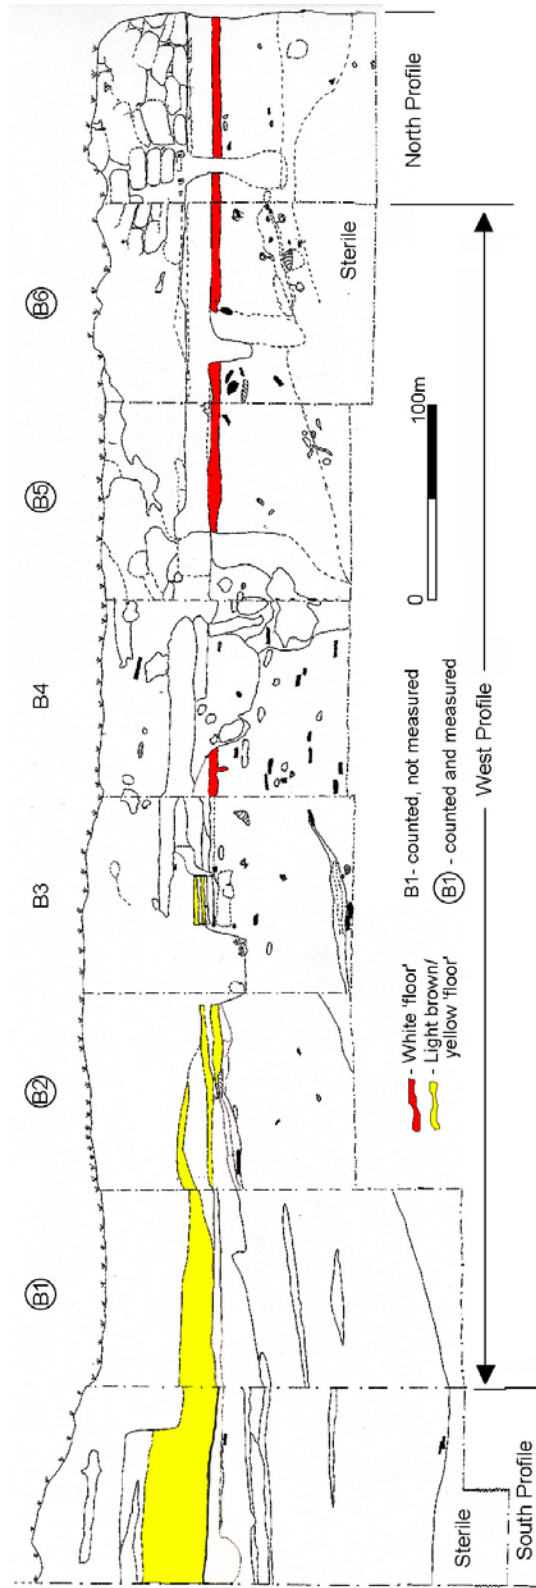 B1
B2
B3
B4
B5
B6
Sterile
South Profile
Sterile
North Profile
- White 'floor'
- Light brown/
yellow 'floor'
B1- counted, not measured
B1 - counted and measured
0 100m
West Profile